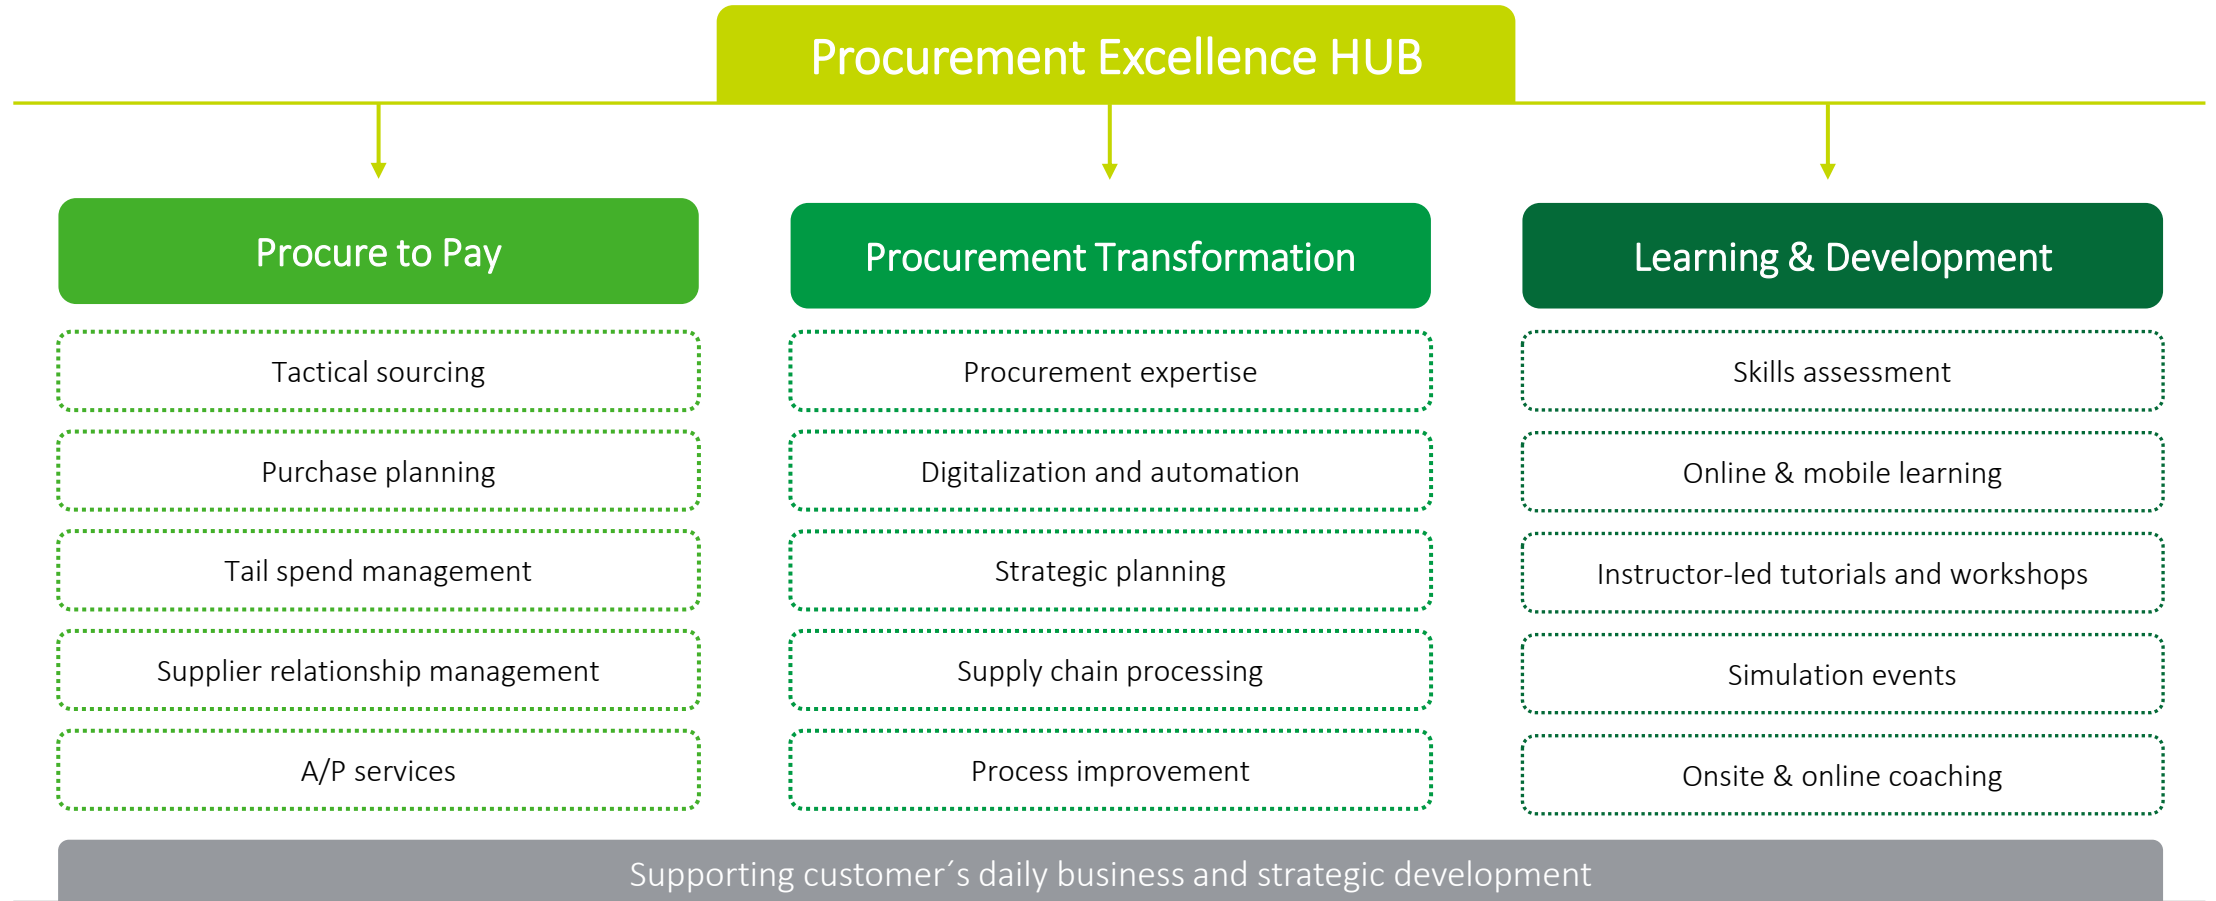 Procurement Excellence HUB
Procure to Pay
Tactical sourcing
Purchase planning
Tail spend management
Supplier relationship management
A/P services
Procurement Transformation
Procurement expertise
Digitalization and automation
Strategic planning
Supply chain processing
Process improvement
Learning & Development
Skills assessment
Online & mobile learning
Instructor-led tutorials and workshops
Simulation events
Onsite & online coaching
Supporting customer´s daily business and strategic development